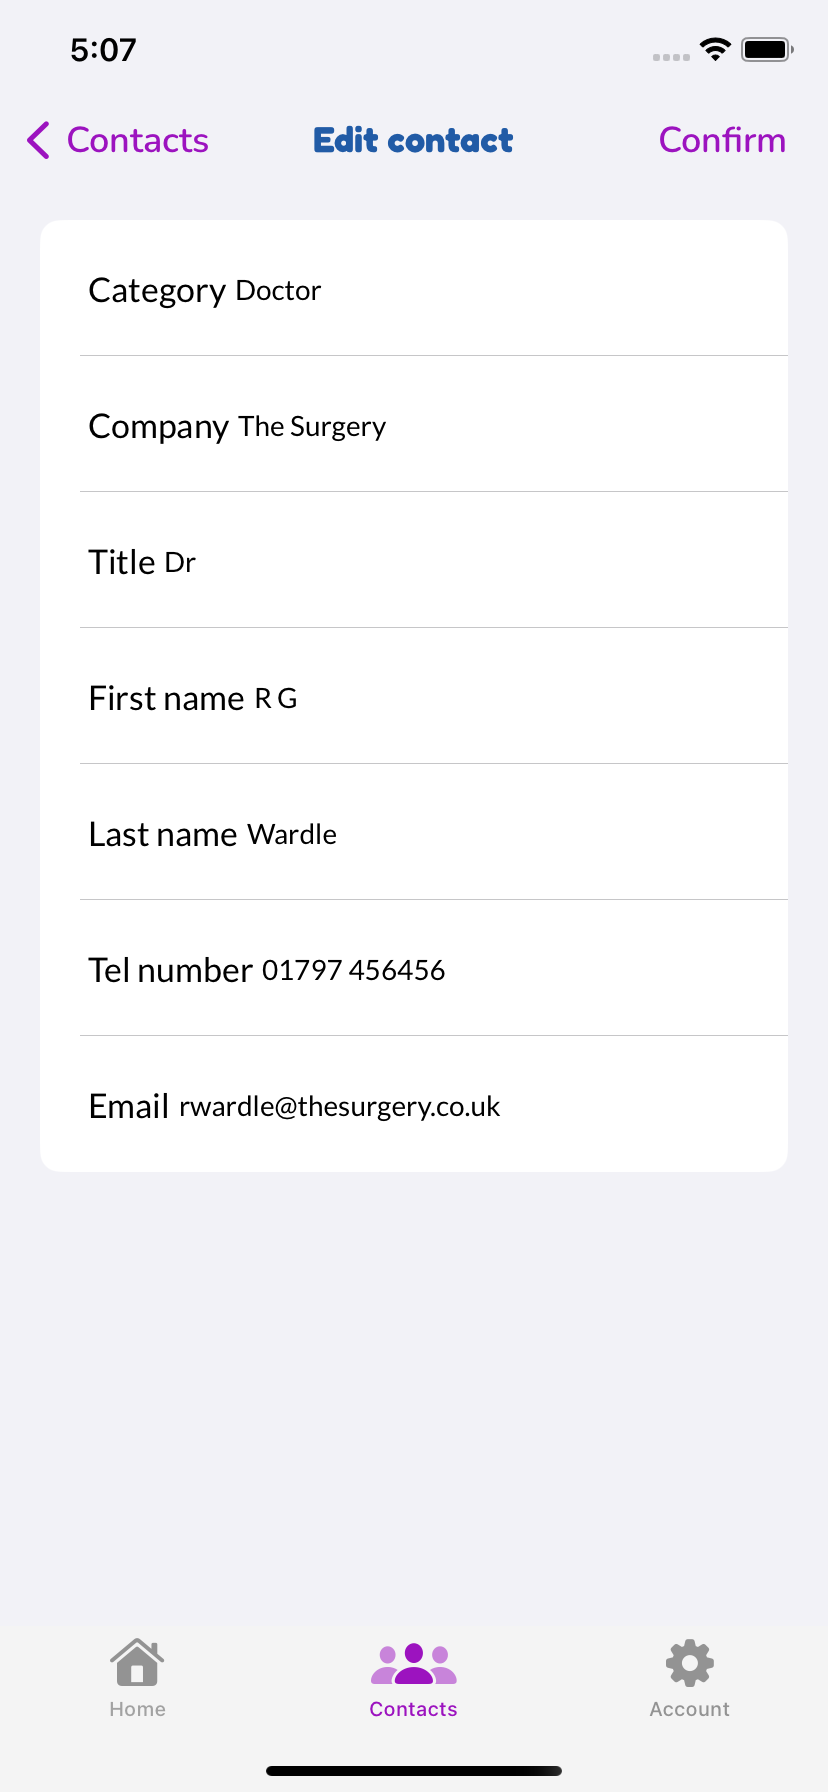 5:07
Contacts Edit contact Confirm
Category Doctor
Company The Surgery
Title Dr
First name R G
Last name Wardle
Tel number 01797 456456
Email rwardle@thesurgery.co.uk
Home Contacts Account